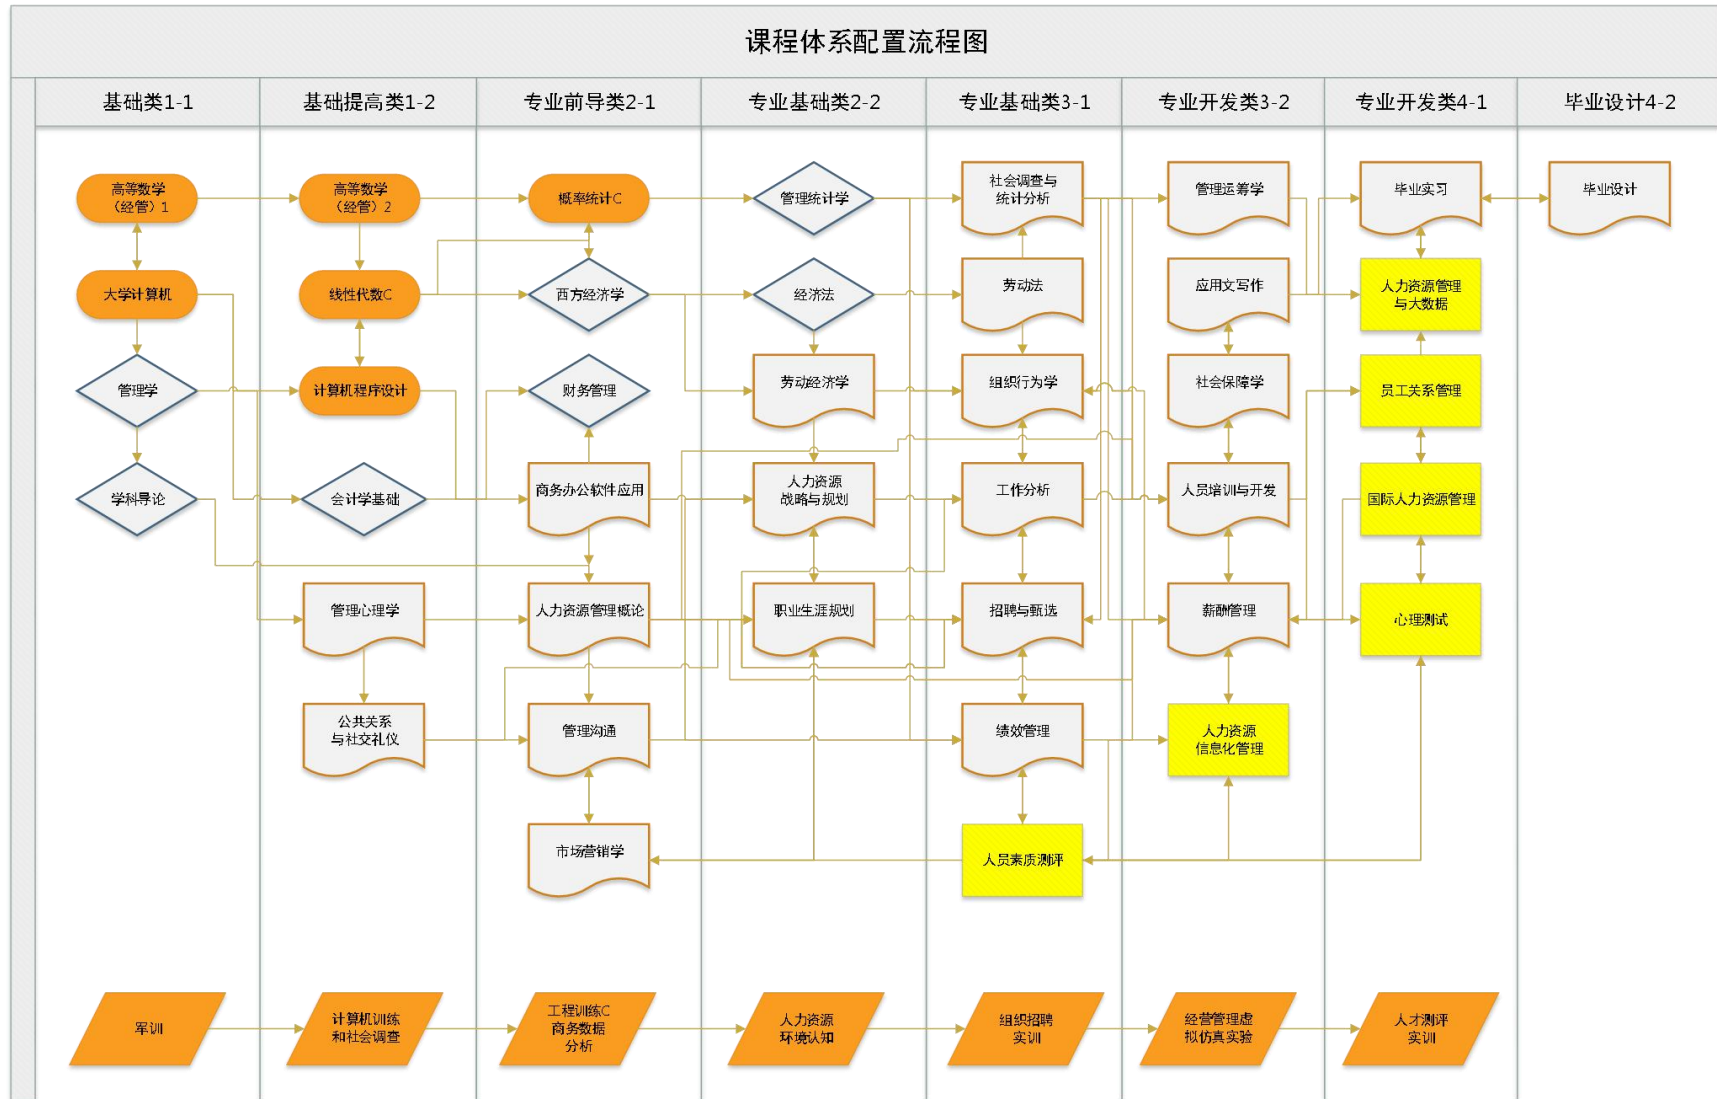 课程体系配置流程图
基础类1-1
基础提高类1-2
专业前导类2-1
专业基础类2-2
专业基础类3-1
专业开发类3-2
专业开发类4-1
毕业设计4-2
高等数学
（经管）1
大学计算机
管理学
学科导论
军训
高等数学
（经管）2
线性代数C
计算机程序设计
会计学基础
管理心理学
公共关系
与社交礼仪
计算机训练
和社会调查
概率统计C
西方经济学
财务管理
商务办公软件应用
人力资源管理概论
管理沟通
市场营销学
工程训练C
商务数据
分析
管理统计学
经济法
劳动经济学
人力资源
战略与规划
职业生涯规划
人力资源
环境认知
社会调查与
统计分析
劳动法
组织行为学
工作分析
招聘与甄选
绩效管理
人员素质测评
组织招聘
实训
管理运筹学
应用文写作
社会保障学
人员培训与开发
薪酬管理
人力资源
信息化管理
经营管理虚
拟仿真实验
毕业实习
人力资源管理
与大数据
员工关系管理
国际人力资源管理
心理测试
人才测评
实训
毕业设计